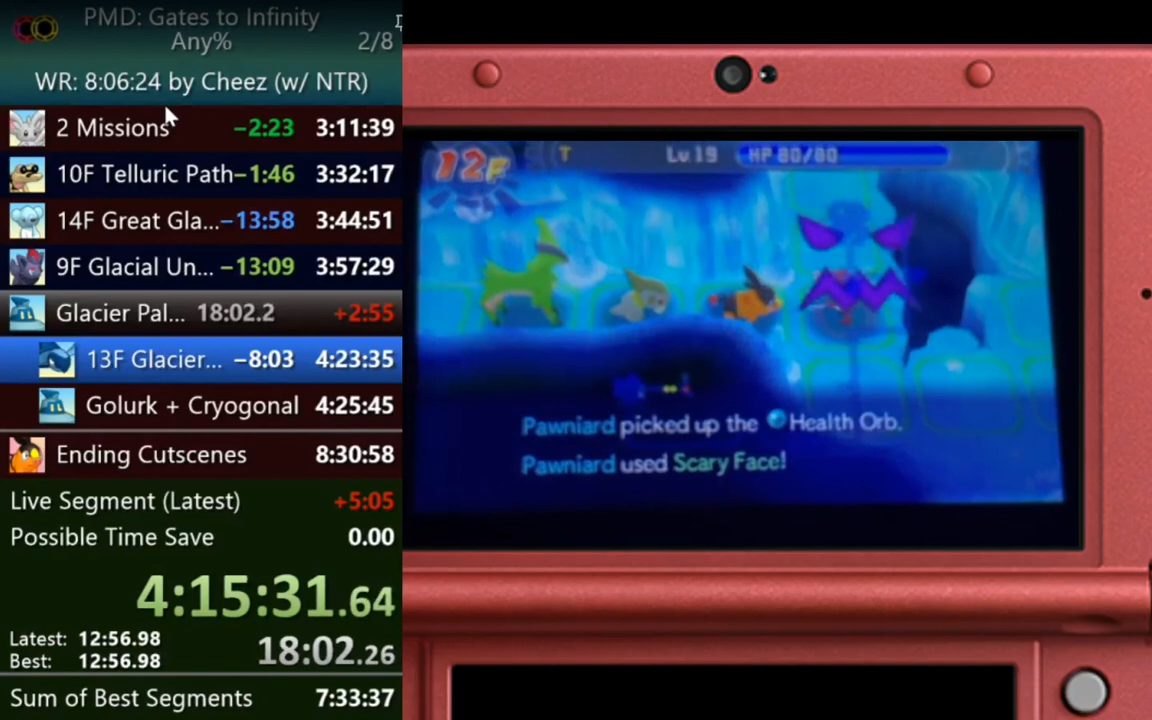 PMD: Gates to Infinity
Any%
2/8
WR: 8:06:24 by Cheez (w/ NTR)
2 Missions −2:23 3:11:39
10F Telluric Path −1:46 3:32:17
14F Great Gla... −13:58 3:44:51
9F Glacial Un... −13:09 3:57:29
Glacier Pal... 18:02.2 +2:55
13F Glacier... −8:03 4:23:35
Golurk + Cryogonal 4:25:45
Ending Cutscenes 8:30:58
Live Segment (Latest) +5:05
Possible Time Save 0.00
4:15:31.64
Latest: 12:56.98
Best: 12:56.98
18:02.26
Sum of Best Segments 7:33:37
12F T Lv.19 HP 80/80
Pawniard picked up the Health Orb.
Pawniard used Scary Face!